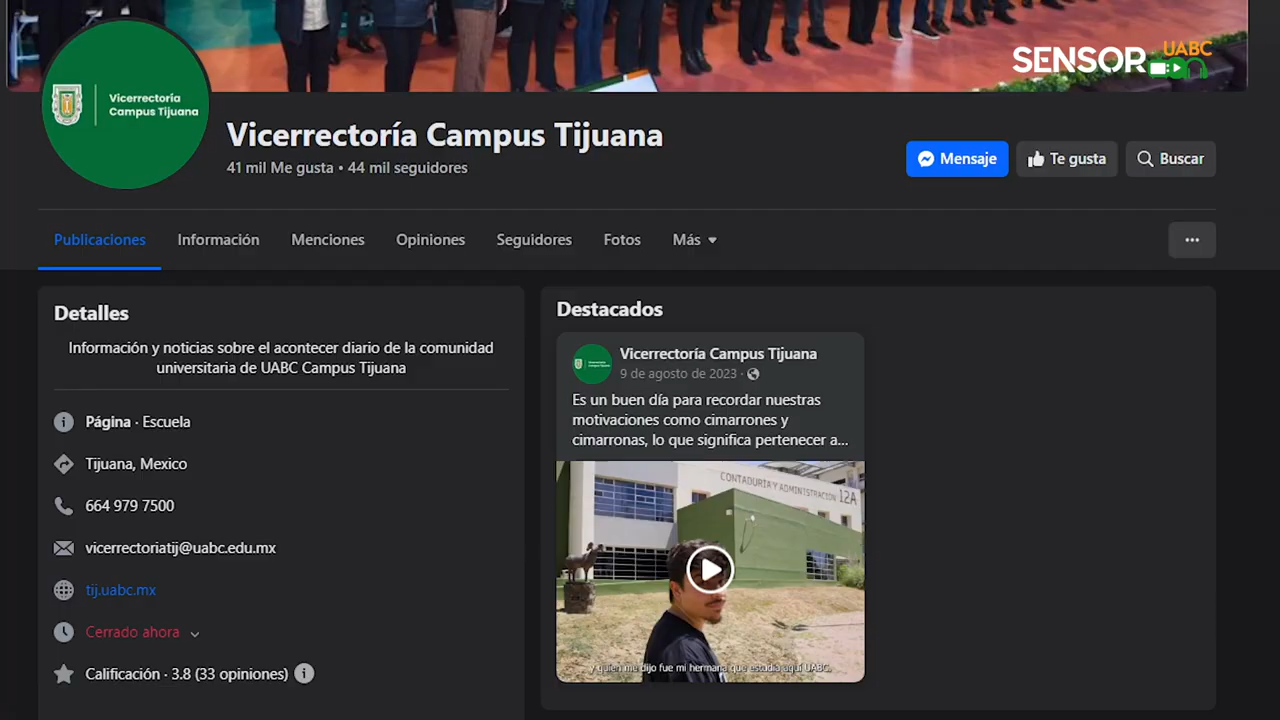 SENSOR UABC
Vicerrectoría
Campus Tijuana
Vicerrectoría Campus Tijuana
41 mil Me gusta • 44 mil seguidores
Mensaje
Te gusta
Buscar
Publicaciones
Información
Menciones
Opiniones
Seguidores
Fotos
Más
Detalles
Información y noticias sobre el acontecer diario de la comunidad
universitaria de UABC Campus Tijuana
Página · Escuela
Tijuana, Mexico
664 979 7500
vicerrectoriatij@uabc.edu.mx
tij.uabc.mx
Cerrado ahora
Calificación · 3.8 (33 opiniones)
Destacados
Vicerrectoría Campus Tijuana
9 de agosto de 2023 ·
Es un buen día para recordar nuestras
motivaciones como cimarrones y
cimarronas, lo que significa pertenecer a...
CONTADURIA Y ADMINISTRACION 12A
y quien me dijo fue mi hermana que estudia aquí UABC.